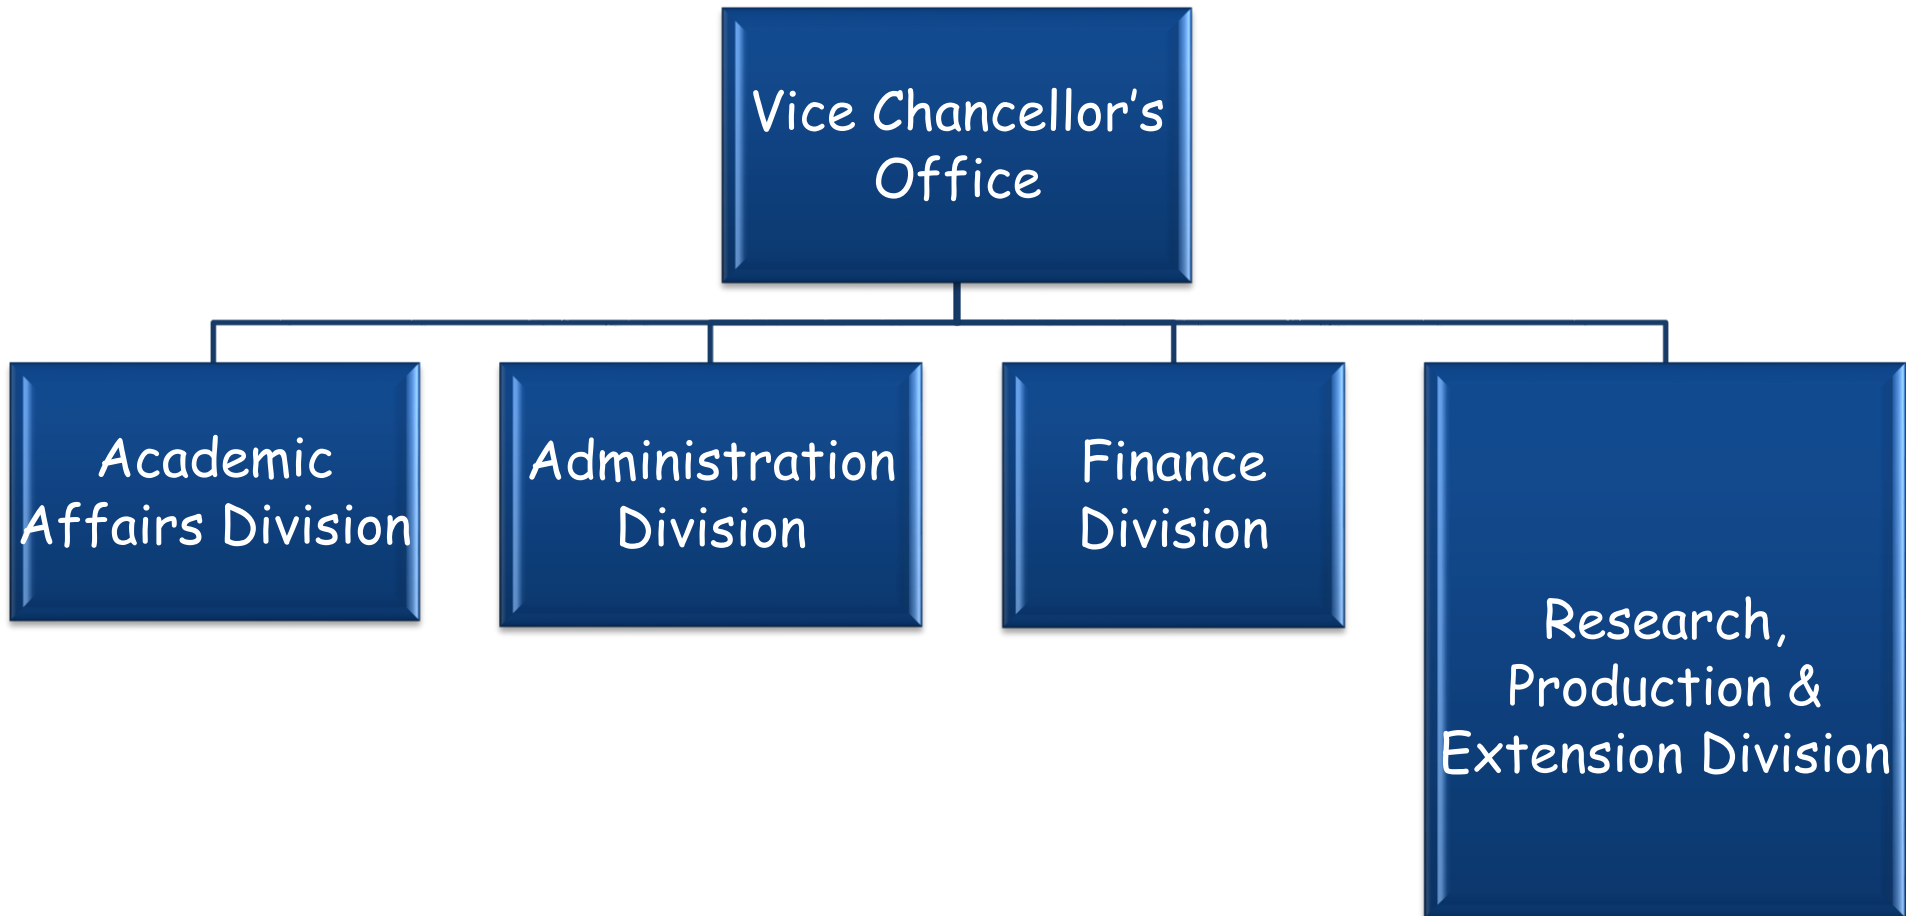 Vice Chancellor’s
Office
Academic
Affairs Division
Administration
Division
Finance
Division
Research,
Production &
Extension Division